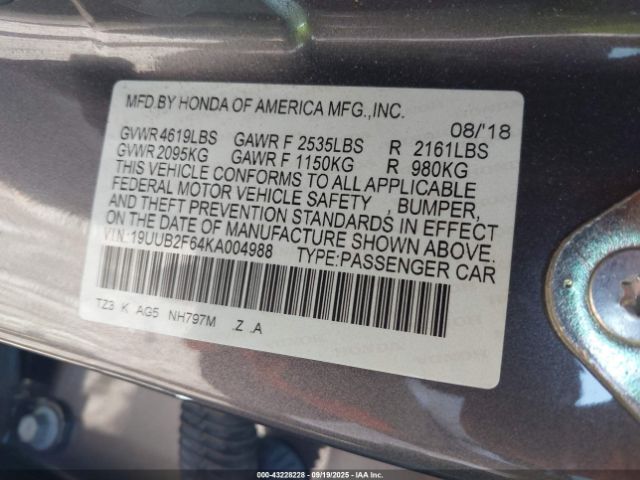 MFD.BY HONDA OF AMERICA MFG.,INC.
08/'18
GVWR 4619LBS GAWR F 2535LBS R 2161LBS
GVWR 2095KG GAWR F 1150KG R 980KG
THIS VEHICLE CONFORMS TO ALL APPLICABLE
FEDERAL MOTOR VEHICLE SAFETY , BUMPER,
AND THEFT PREVENTION STANDARDS IN EFFECT
ON THE DATE OF MANUFACTURE SHOWN ABOVE.
VIN:19UUB2F64KA004988 TYPE:PASSENGER CAR
TZ3 K AG5 NH797M .Z .A
000-43228228 - 09/19/2025 - IAA Inc.